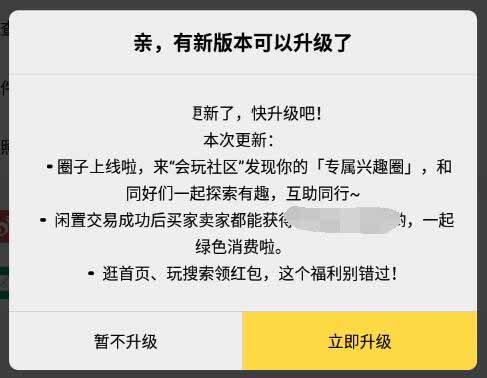 亲，有新版本可以升级了
更新了，快升级吧！
本次更新：
• 圈子上线啦，来“会玩社区”发现你的「专属兴趣圈」，和
同好们一起探索有趣，互助同行~
• 闲置交易成功后买家卖家都能获得 ，一起
绿色消费啦。
• 逛首页、玩搜索领红包，这个福利别错过！
暂不升级
立即升级